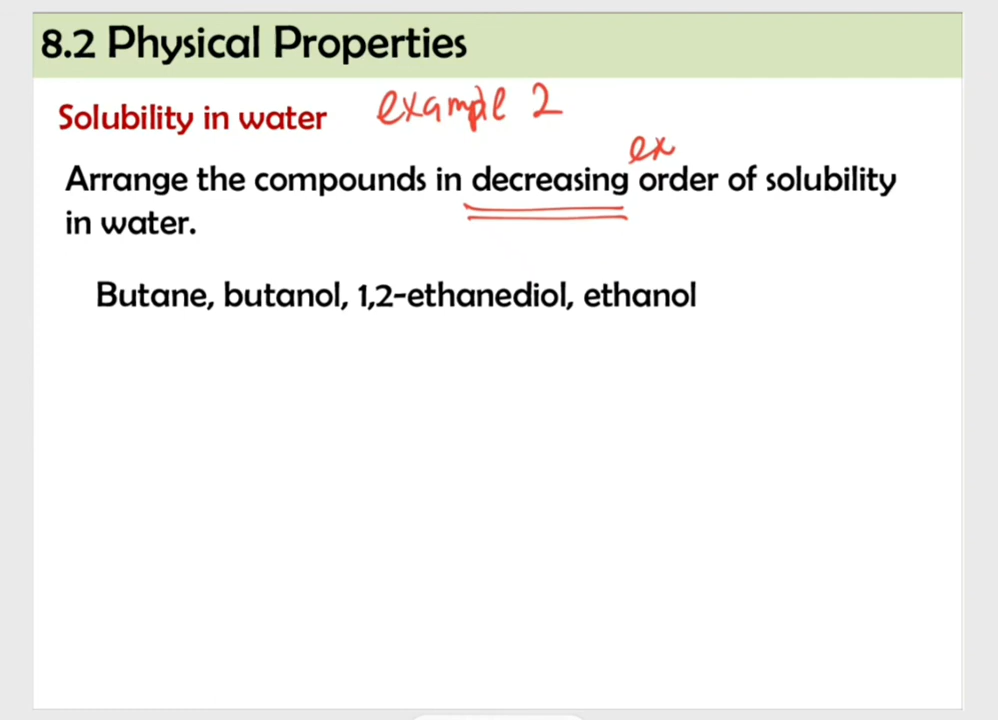 8.2 Physical Properties
Solubility in water example 2
ex
Arrange the compounds in decreasing order of solubility
in water.
Butane, butanol, 1,2-ethanediol, ethanol